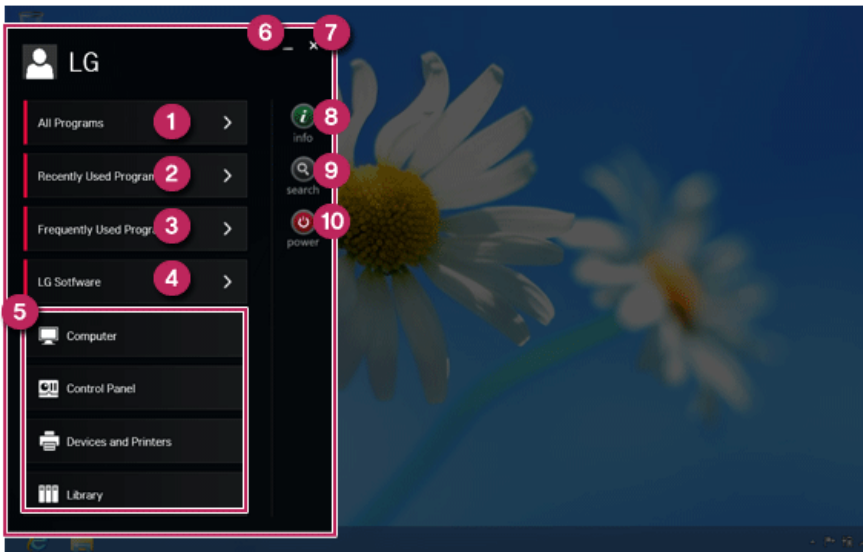 6 7
LG
All Programs 1
8
info
Recently Used Program 2
9
search
Frequently Used Progr 3
10
power
LG Sotfware 4
5
Computer
Control Panel
Devices and Printers
Library